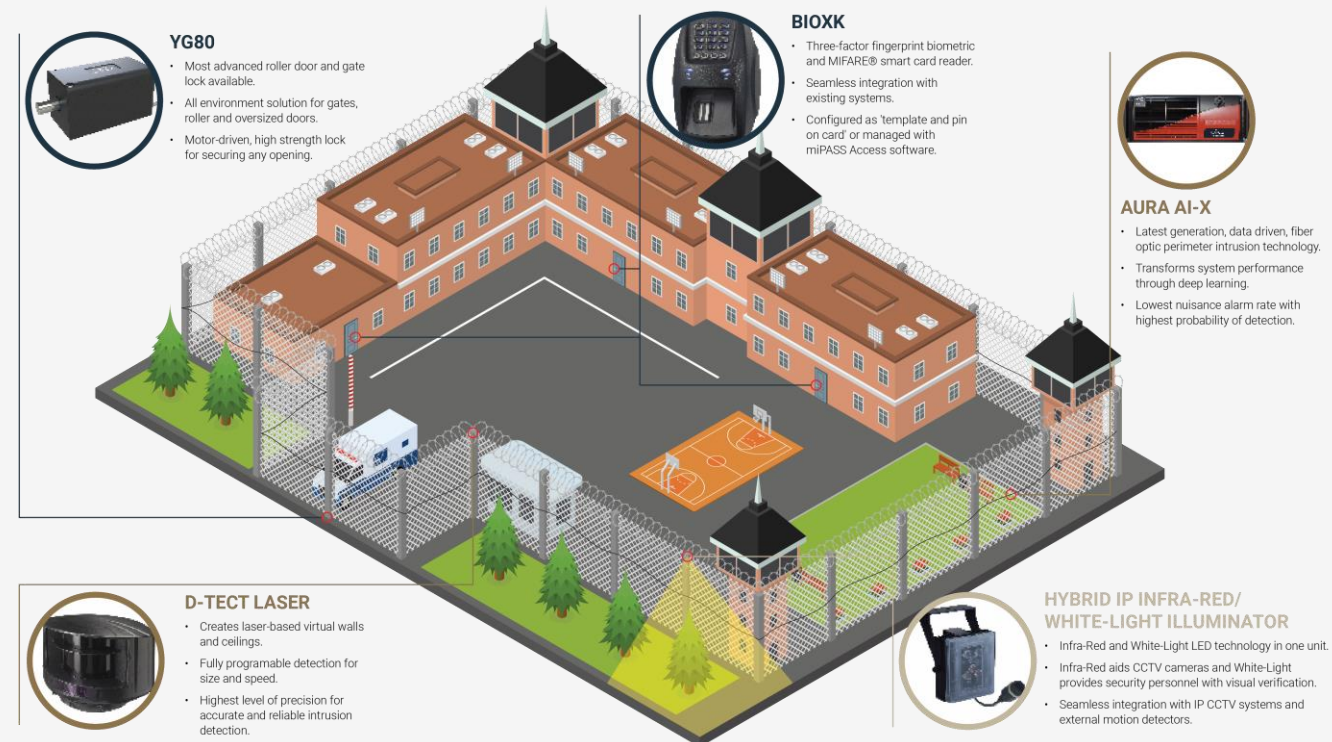 YG80
• Most advanced roller door and gate
lock available.
• All environment solution for gates,
roller and oversized doors.
• Motor-driven, high strength lock
for securing any opening.
BIOXK
• Three-factor fingerprint biometric
and MIFARE® smart card reader.
• Seamless integration with
existing systems.
• Configured as 'template and pin
on card' or managed with
miPASS Access software.
AURA AI-X
• Latest generation, data driven, fiber
optic perimeter intrusion technology.
• Transforms system performance
through deep learning.
• Lowest nuisance alarm rate with
highest probability of detection.
D-TECT LASER
• Creates laser-based virtual walls
and ceilings.
• Fully programable detection for
size and speed.
• Highest level of precision for
accurate and reliable intrusion
detection.
HYBRID IP INFRA-RED/
WHITE-LIGHT ILLUMINATOR
• Infra-Red and White-Light LED technology in one unit.
• Infra-Red aids CCTV cameras and White-Light
provides security personnel with visual verification.
• Seamless integration with IP CCTV systems and
external motion detectors.